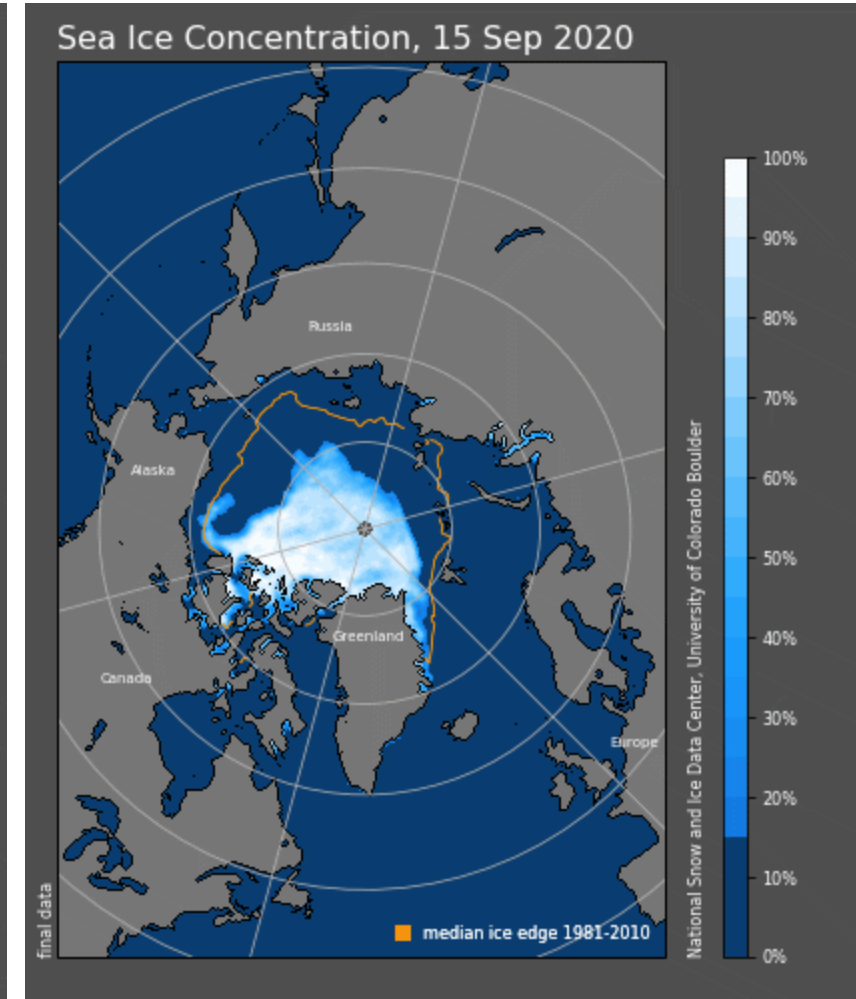 Sea Ice Concentration, 15 Sep 2020
Russia
Alaska
Greenland
Canada
Europe
median ice edge 1981-2010
final data
100%
90%
80%
70%
60%
50%
40%
30%
20%
10%
0%
National Snow and Ice Data Center, University of Colorado Boulder